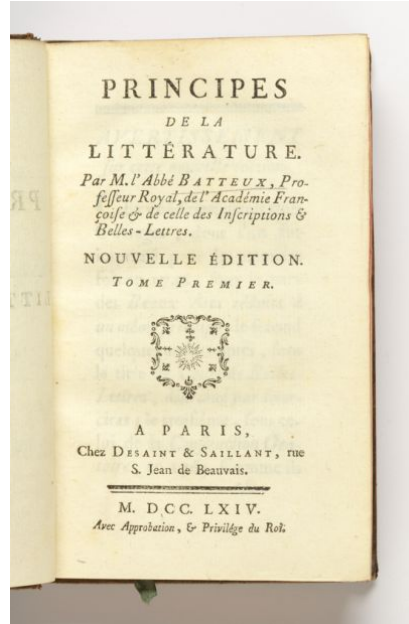 PRINCIPES
DE LA
LITTÉRATURE.
Par M. l'Abbé BATTEUX, Pro-
feſſeur Royal, de l'Académie Fran-
çoiſe & de celle des Inſcriptions &
Belles-Lettres.
NOUVELLE ÉDITION.
TOME PREMIER.
A PARIS,
Chez DESAINT & SAILLANT, rue
S. Jean de Beauvais.
M. DCC. LXIV.
Avec Approbation, & Privilége du Roi.